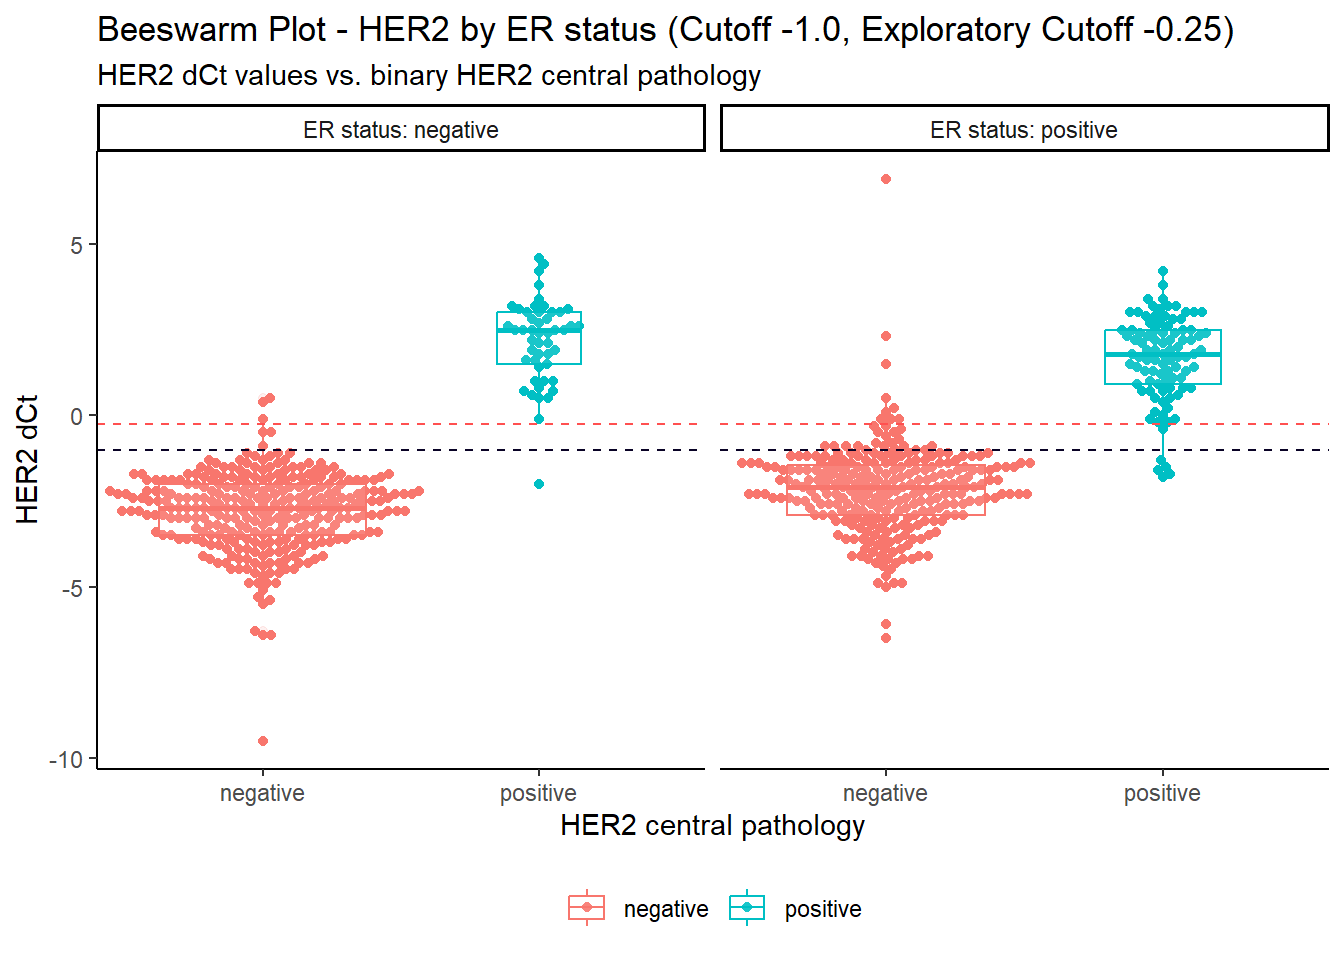 Beeswarm Plot - HER2 by ER status (Cutoff -1.0, Exploratory Cutoff -0.25)
HER2 dCt values vs. binary HER2 central pathology
ER status: negative
ER status: positive
HER2 dCt
5
0
-5
-10
negative
positive
negative
positive
HER2 central pathology
negative
positive